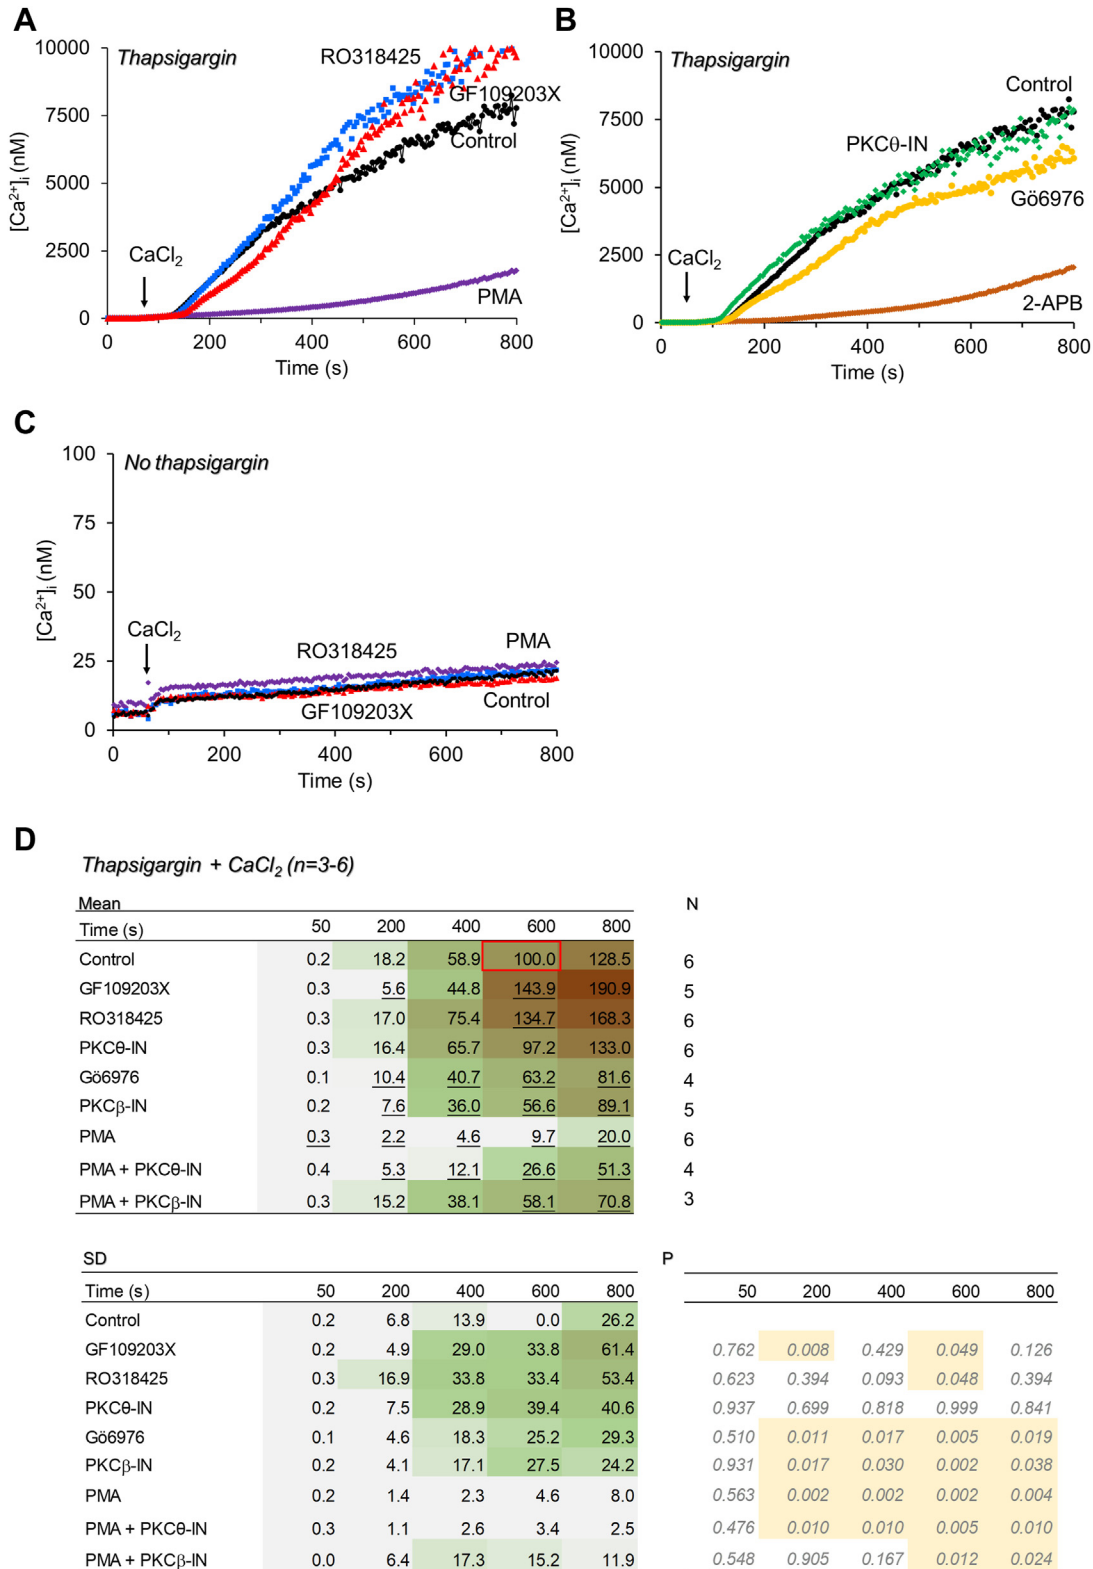 A
Thapsigargin
RO318425
GF109203X
Control
PMA
CaCl2
[Ca2+]i (nM)
10000
7500
5000
2500
0
0 200 400 600 800
Time (s)
B
Thapsigargin
Control
PKCθ-IN
Gö6976
2-APB
CaCl2
[Ca2+]i (nM)
10000
7500
5000
2500
0
0 200 400 600 800
Time (s)
C
No thapsigargin
CaCl2
RO318425
PMA
GF109203X
Control
[Ca2+]i (nM)
100
75
50
25
0
0 200 400 600 800
Time (s)
D
Thapsigargin + CaCl2 (n=3-6)
Mean N
Time (s) 50 200 400 600 800
Control 0.2 18.2 58.9 100.0 128.5 6
GF109203X 0.3 5.6 44.8 143.9 190.9 5
RO318425 0.3 17.0 75.4 134.7 168.3 6
PKCθ-IN 0.3 16.4 65.7 97.2 133.0 6
Gö6976 0.1 10.4 40.7 63.2 81.6 4
PKCβ-IN 0.2 7.6 36.0 56.6 89.1 5
PMA 0.3 2.2 4.6 9.7 20.0 6
PMA + PKCθ-IN 0.4 5.3 12.1 26.6 51.3 4
PMA + PKCβ-IN 0.3 15.2 38.1 58.1 70.8 3
SD P
Time (s) 50 200 400 600 800 50 200 400 600 800
Control 0.2 6.8 13.9 0.0 26.2
GF109203X 0.2 4.9 29.0 33.8 61.4 0.762 0.008 0.429 0.049 0.126
RO318425 0.3 16.9 33.8 33.4 53.4 0.623 0.394 0.093 0.048 0.394
PKCθ-IN 0.2 7.5 28.9 39.4 40.6 0.937 0.699 0.818 0.999 0.841
Gö6976 0.1 4.6 18.3 25.2 29.3 0.510 0.011 0.017 0.005 0.019
PKCβ-IN 0.2 4.1 17.1 27.5 24.2 0.931 0.017 0.030 0.002 0.038
PMA 0.2 1.4 2.3 4.6 8.0 0.563 0.002 0.002 0.002 0.004
PMA + PKCθ-IN 0.3 1.1 2.6 3.4 2.5 0.476 0.010 0.010 0.005 0.010
PMA + PKCβ-IN 0.0 6.4 17.3 15.2 11.9 0.548 0.905 0.167 0.012 0.024